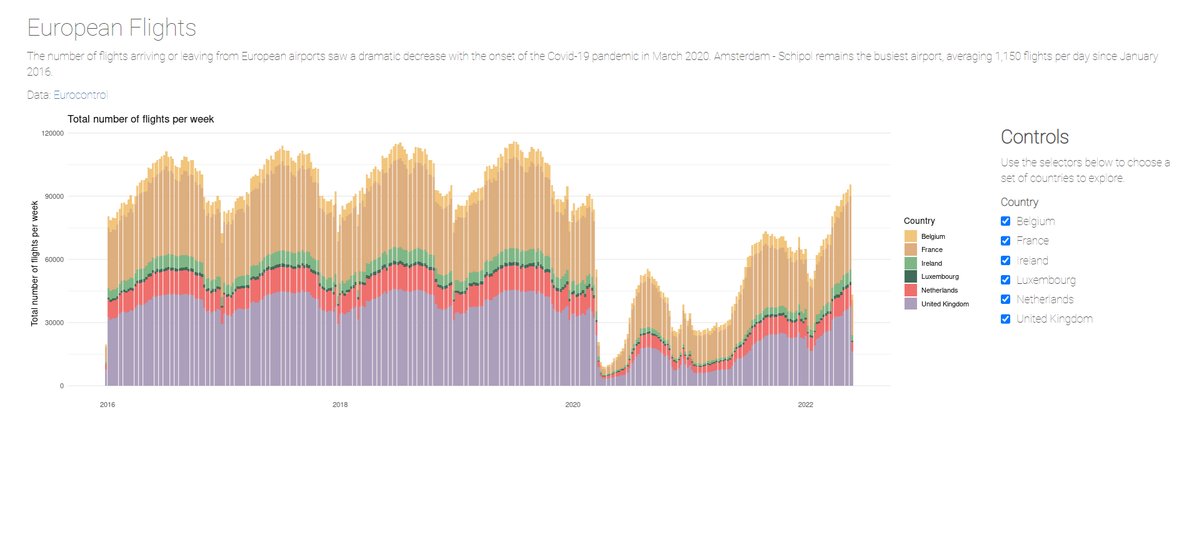 European Flights
The number of flights arriving or leaving from European airports saw a dramatic decrease with the onset of the Covid-19 pandemic in March 2020. Amsterdam - Schipol remains the busiest airport, averaging 1,150 flights per day since January
2016.
Data: Eurocontrol
Total number of flights per week
120000
90000
60000
30000
0
Total number of flights per week
2016
2018
2020
2022
Country
Belgium
France
Ireland
Luxembourg
Netherlands
United Kingdom
Controls
Use the selectors below to choose a
set of countries to explore.
Country
Belgium
France
Ireland
Luxembourg
Netherlands
United Kingdom